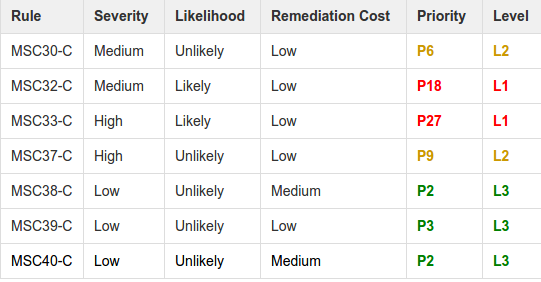 Rule Severity Likelihood Remediation Cost Priority Level
MSC30-C Medium Unlikely Low P6 L2
MSC32-C Medium Likely Low P18 L1
MSC33-C High Likely Low P27 L1
MSC37-C High Unlikely Low P9 L2
MSC38-C Low Unlikely Medium P2 L3
MSC39-C Low Unlikely Low P3 L3
MSC40-C Low Unlikely Medium P2 L3